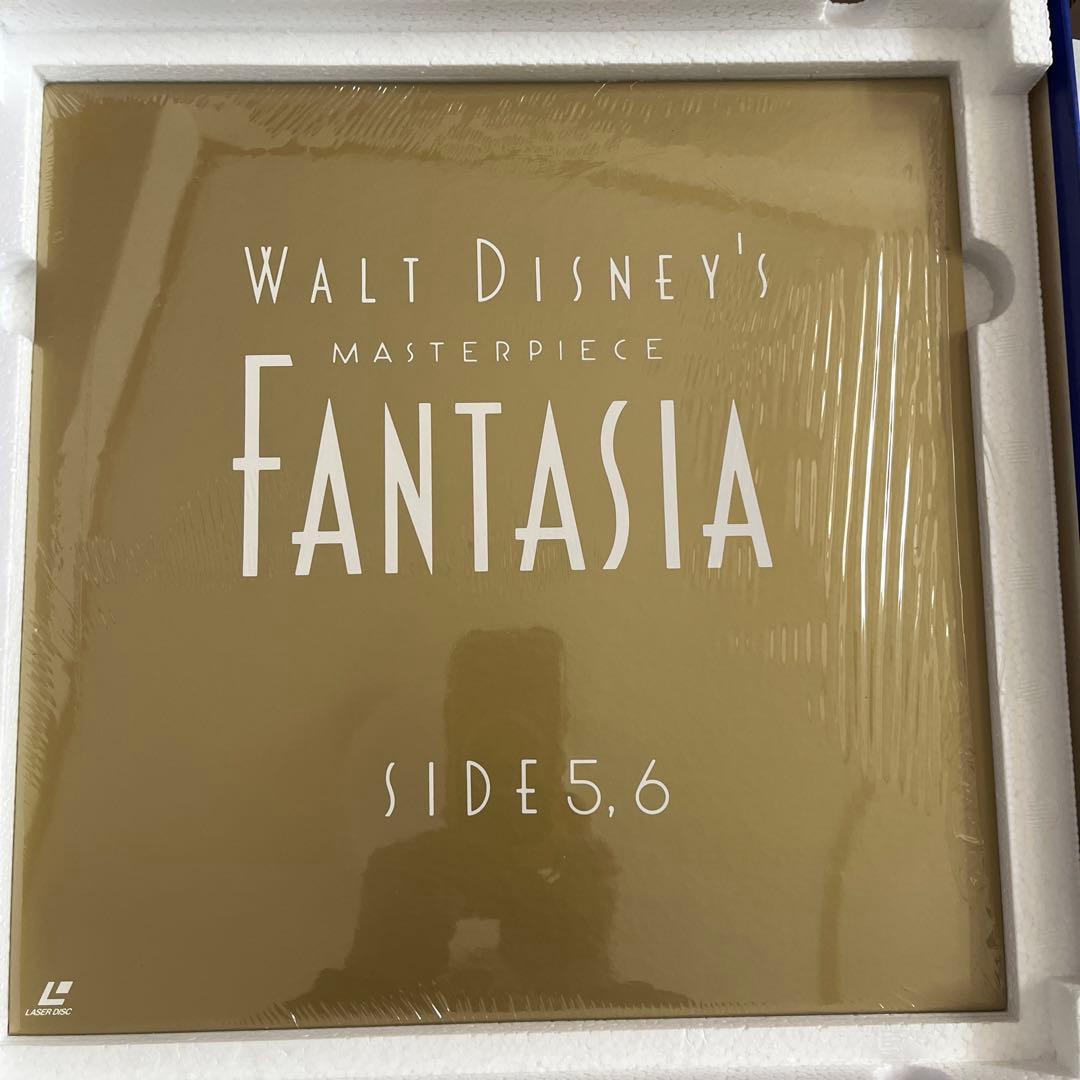 WALT DISNEY'S
MASTERPIECE
FANTASIA
SIDE 5, 6
LASER DISC